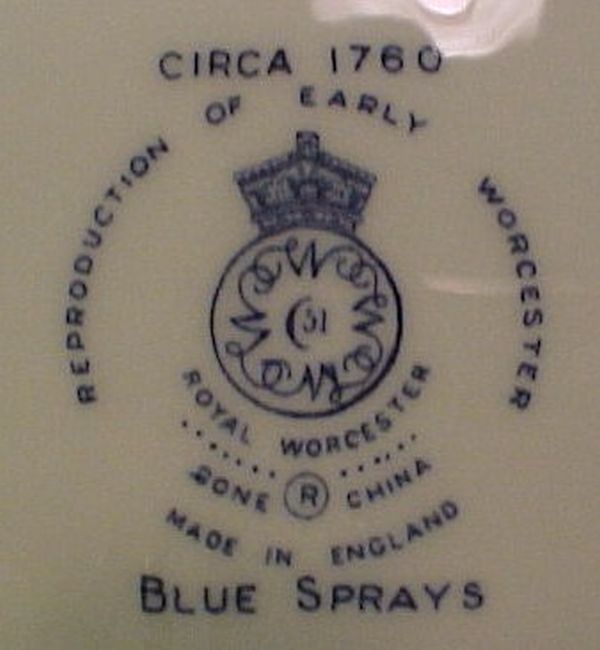 CIRCA 1760
REPRODUCTION OF EARLY WORCESTER
51
ROYAL WORCESTER
BONE ® CHINA
MADE IN ENGLAND
BLUE SPRAYS